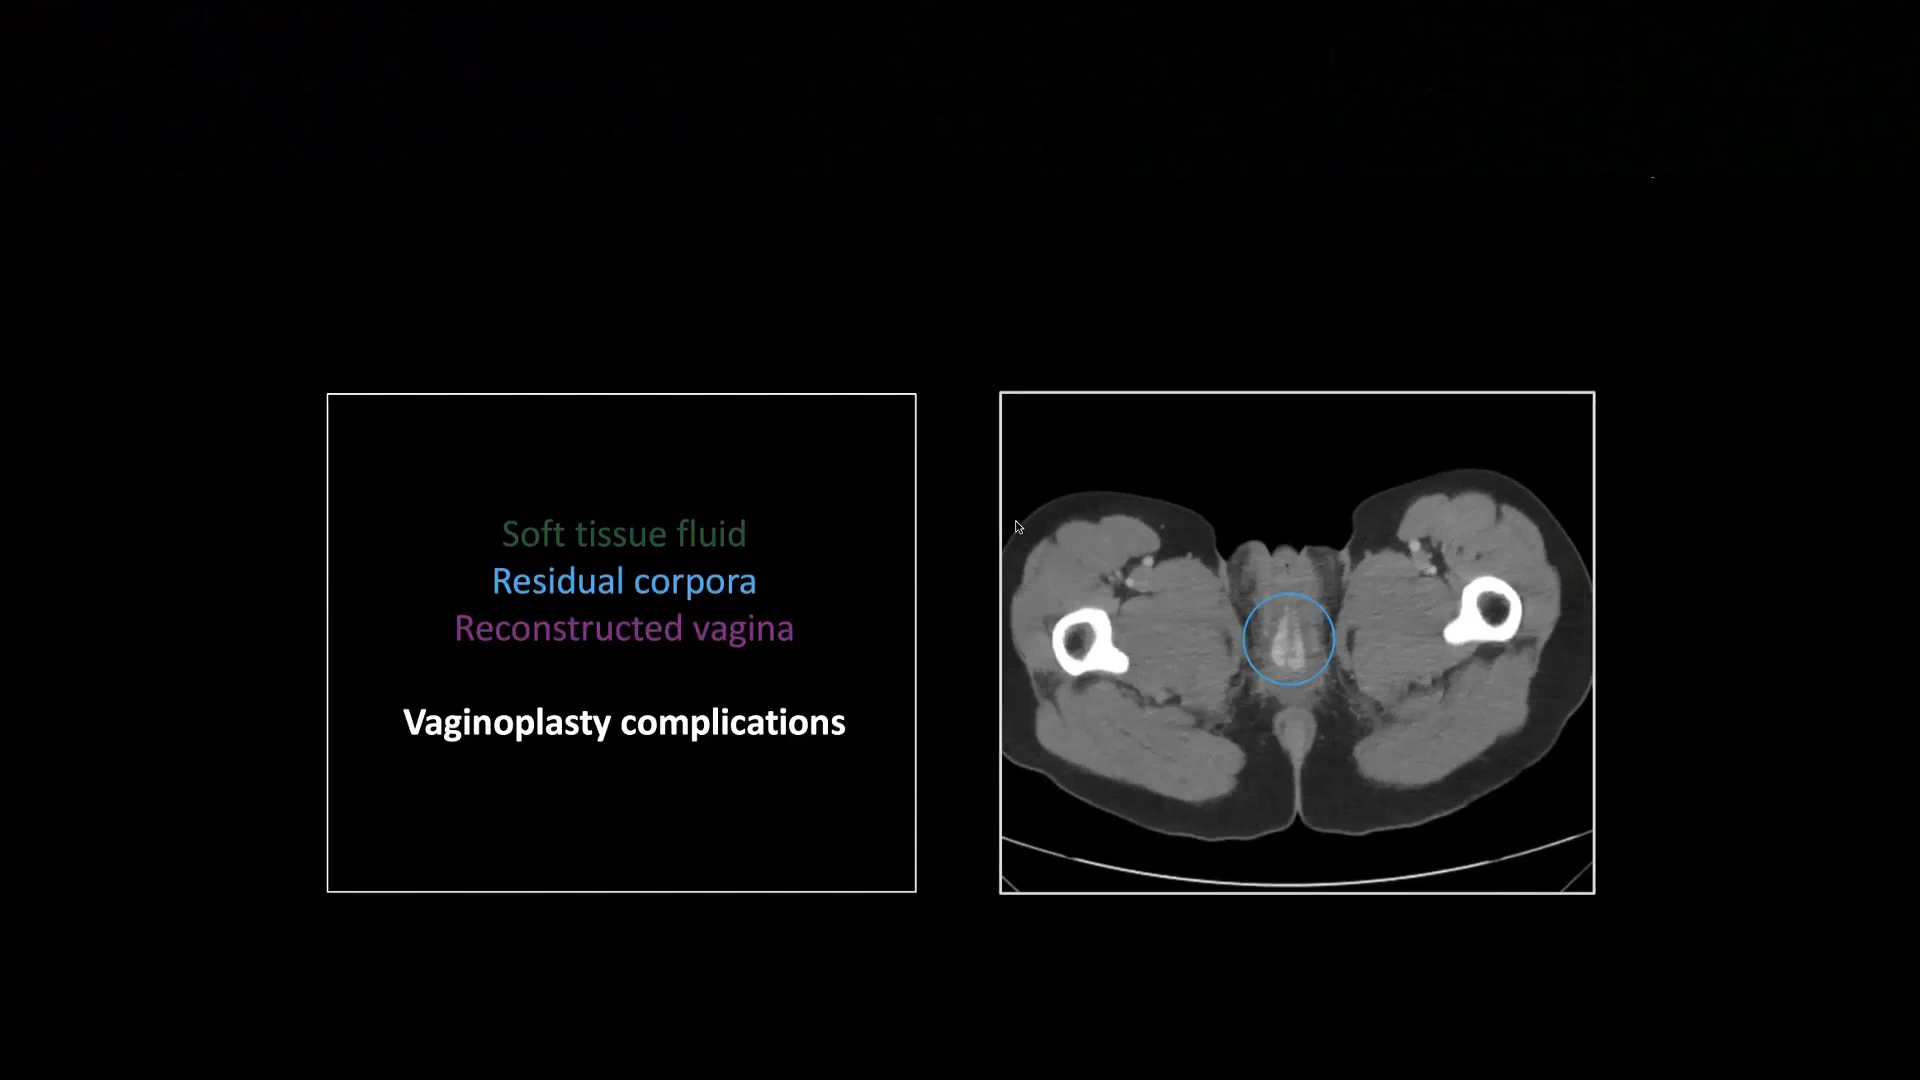 Soft tissue fluid
Residual corpora
Reconstructed vagina
Vaginoplasty complications